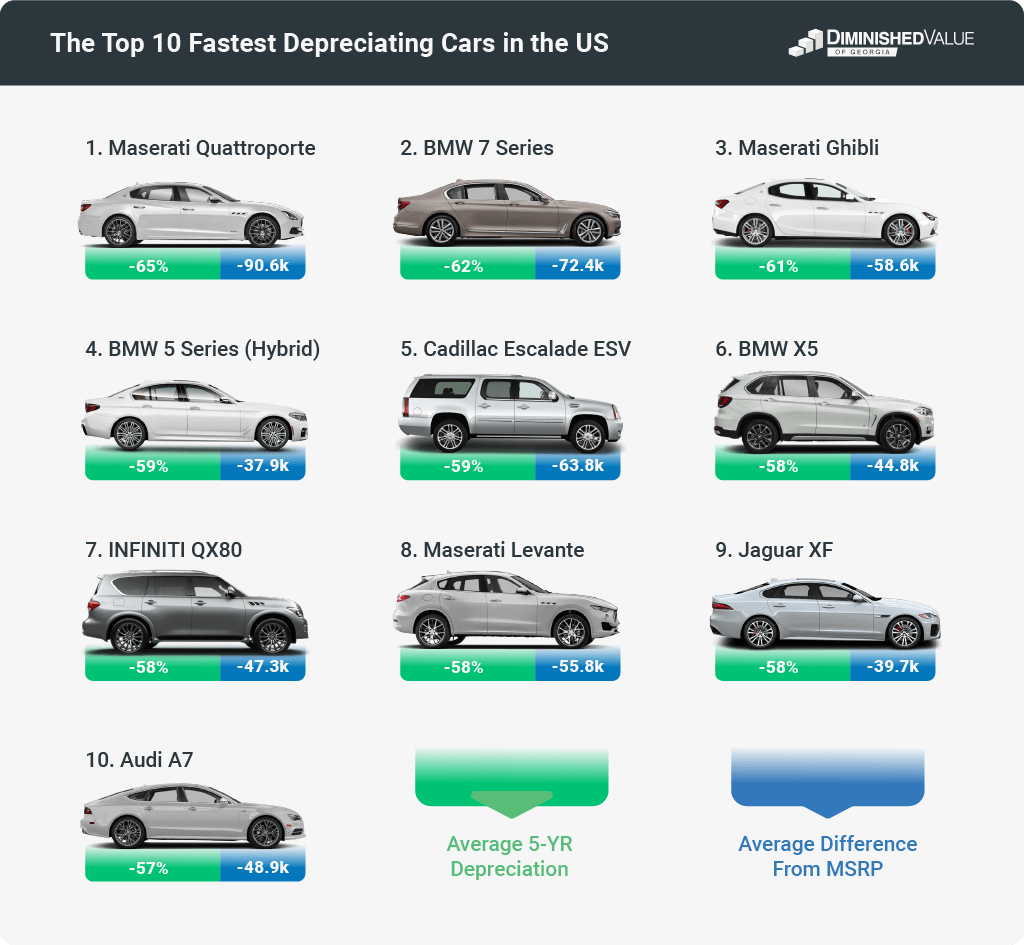 The Top 10 Fastest Depreciating Cars in the US
DIMINISHEDVALUE
OF GEORGIA
1. Maserati Quattroporte
-65% -90.6k
2. BMW 7 Series
-62% -72.4k
3. Maserati Ghibli
-61% -58.6k
4. BMW 5 Series (Hybrid)
-59% -37.9k
5. Cadillac Escalade ESV
-59% -63.8k
6. BMW X5
-58% -44.8k
7. INFINITI QX80
-58% -47.3k
8. Maserati Levante
-58% -55.8k
9. Jaguar XF
-58% -39.7k
10. Audi A7
-57% -48.9k
Average 5-YR
Depreciation
Average Difference
From MSRP